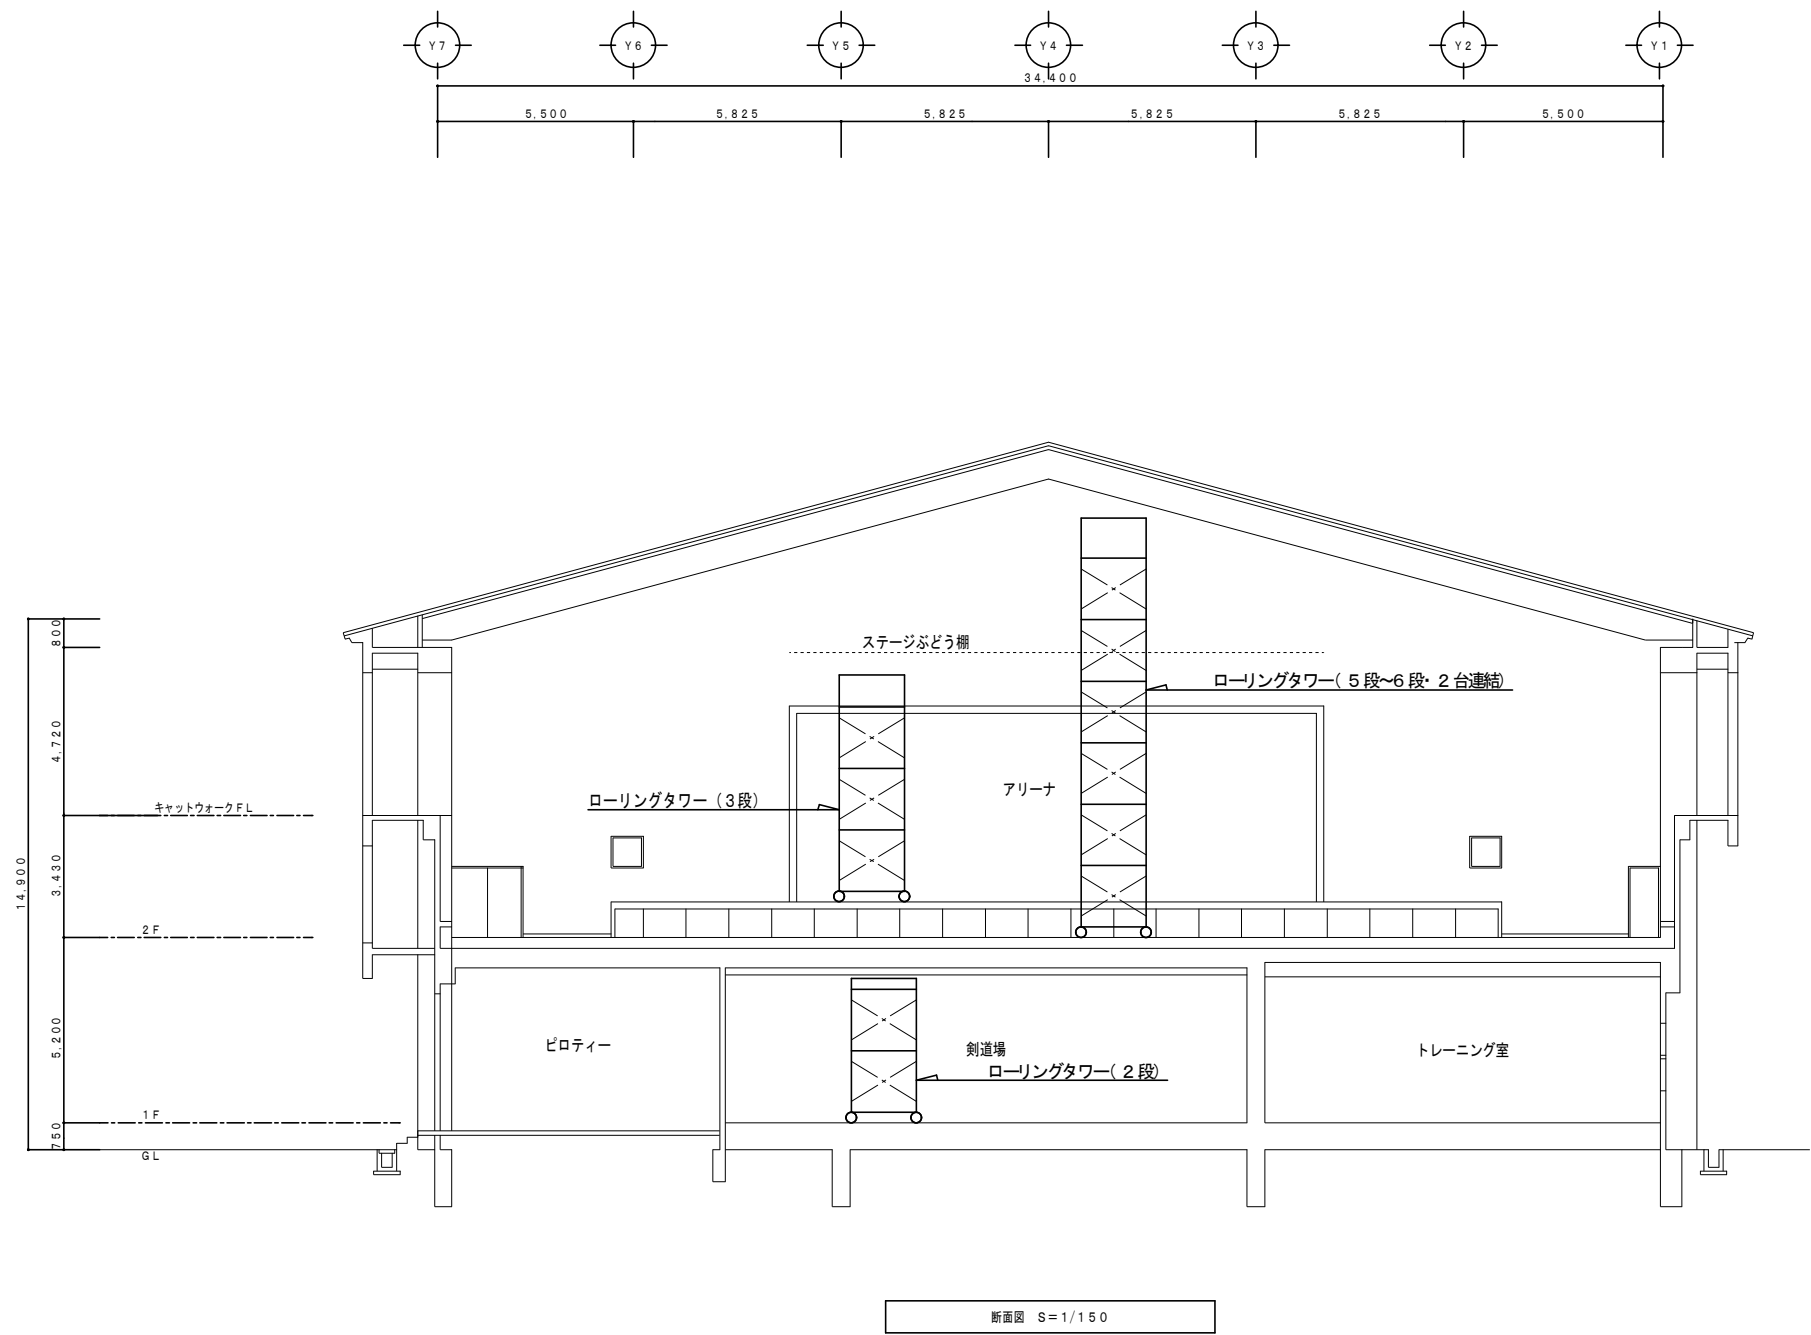 Y7 Y6 Y5 Y4 Y3 Y2 Y1
34,400
5,500 5,825 5,825 5,825 5,825 5,500
800
ステージぶどう棚
ローリングタワー(5段～6段・2台連結)
4,720
アリーナ
ローリングタワー(3段)
キャットウォークFL
14,900
3,430
2F
5,200
ピロティー
剣道場
トレーニング室
ローリングタワー(2段)
1F
750
GL
断面図 S=1/150